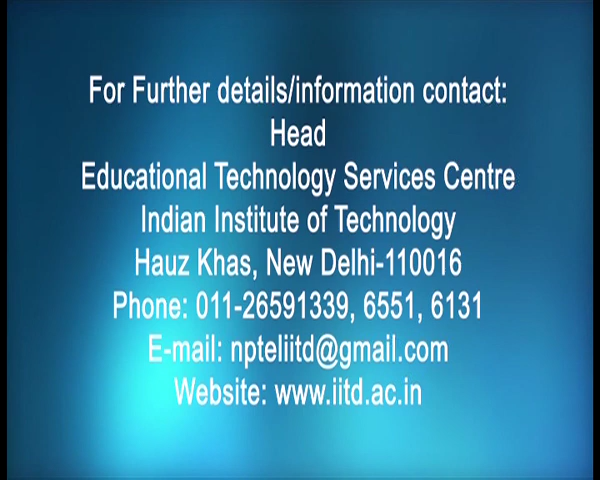 For Further details/information contact:
Head
Educational Technology Services Centre
Indian Institute of Technology
Hauz Khas, New Delhi-110016
Phone: 011-26591339, 6551, 6131
E-mail: npteliitd@gmail.com
Website: www.iitd.ac.in